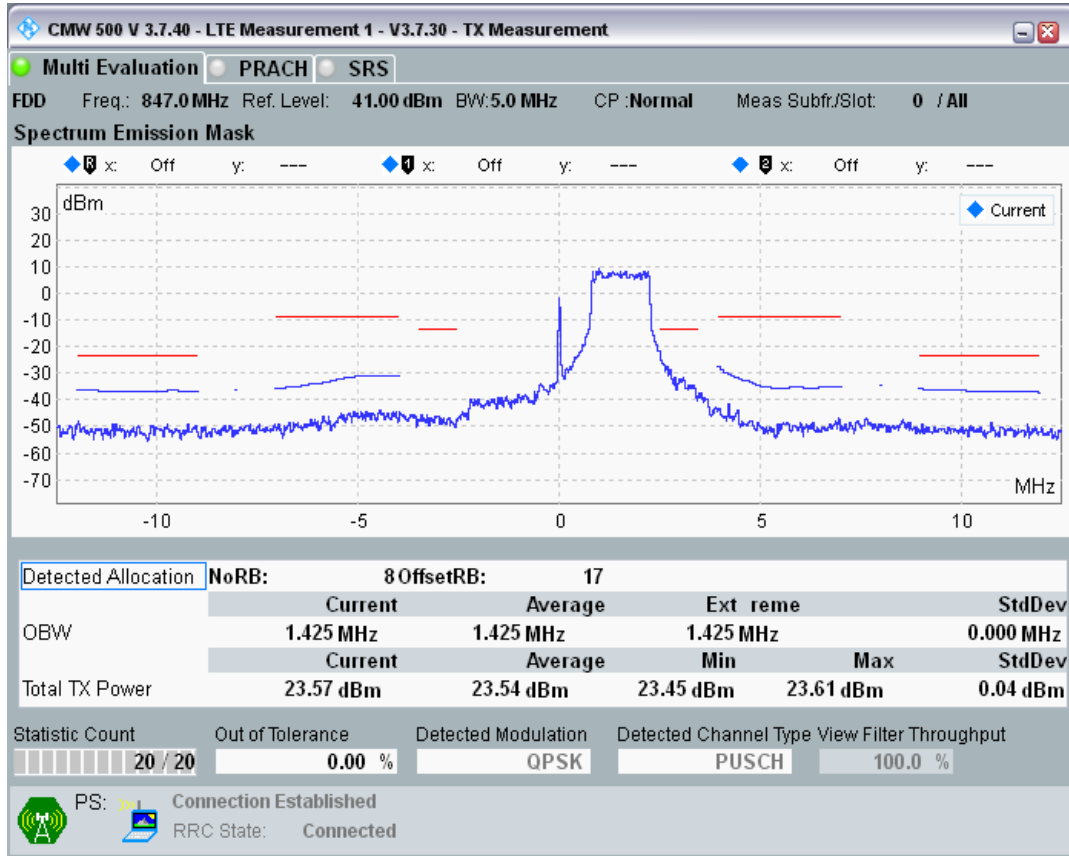 CMW 500 V 3.7.40 - LTE Measurement 1 - V3.7.30 - TX Measurement
Multi Evaluation PRACH SRS
FDD Freq.: 847.0 MHz Ref. Level: 41.00 dBm BW: 5.0 MHz CP : Normal Meas Subfr./Slot: 0 / All
Spectrum Emission Mask
R x: Off y: --- 1 x: Off y: --- 2 x: Off y: ---
dBm
Current
30
20
10
0
-10
-20
-30
-40
-50
-60
-70
MHz
-10 -5 0 5 10
Detected Allocation NoRB: 8 OffsetRB: 17
Current Average Ext reme StdDev
OBW 1.425 MHz 1.425 MHz 1.425 MHz 0.000 MHz
Current Average Min Max StdDev
Total TX Power 23.57 dBm 23.54 dBm 23.45 dBm 23.61 dBm 0.04 dBm
Statistic Count Out of Tolerance Detected Modulation Detected Channel Type View Filter Throughput
20 / 20 0.00 % QPSK PUSCH 100.0 %
PS: Connection Established
RRC State: Connected